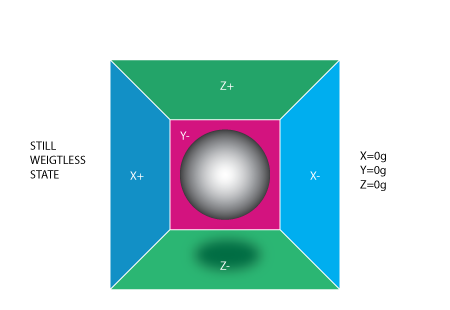 Z+
Y-
STILL
WEIGTLESS
STATE
X+
X-
X=0g
Y=0g
Z=0g
Z-